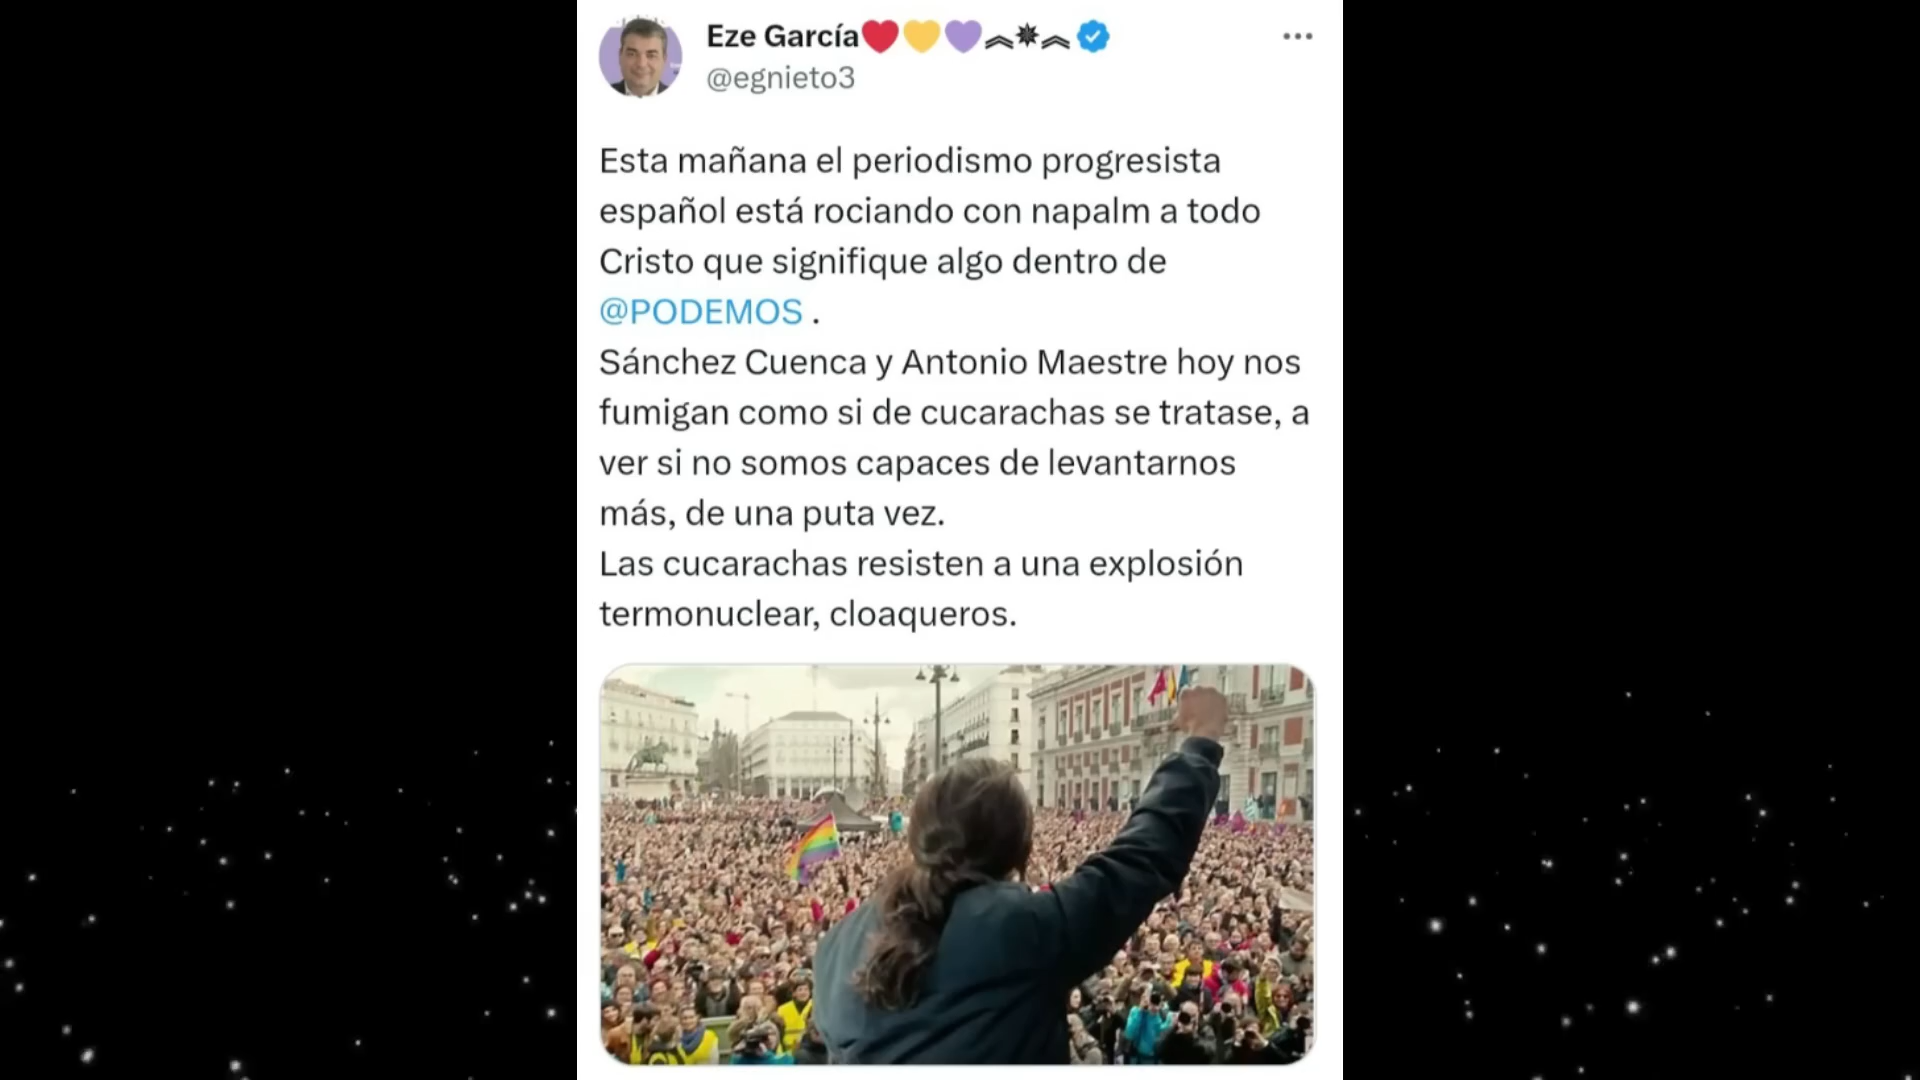 Eze García❤️💛💜︽✵︽
@egnieto3
Esta mañana el periodismo progresista
español está rociando con napalm a todo
Cristo que signifique algo dentro de
@PODEMOS .
Sánchez Cuenca y Antonio Maestre hoy nos
fumigan como si de cucarachas se tratase, a
ver si no somos capaces de levantarnos
más, de una puta vez.
Las cucarachas resisten a una explosión
termonuclear, cloaqueros.